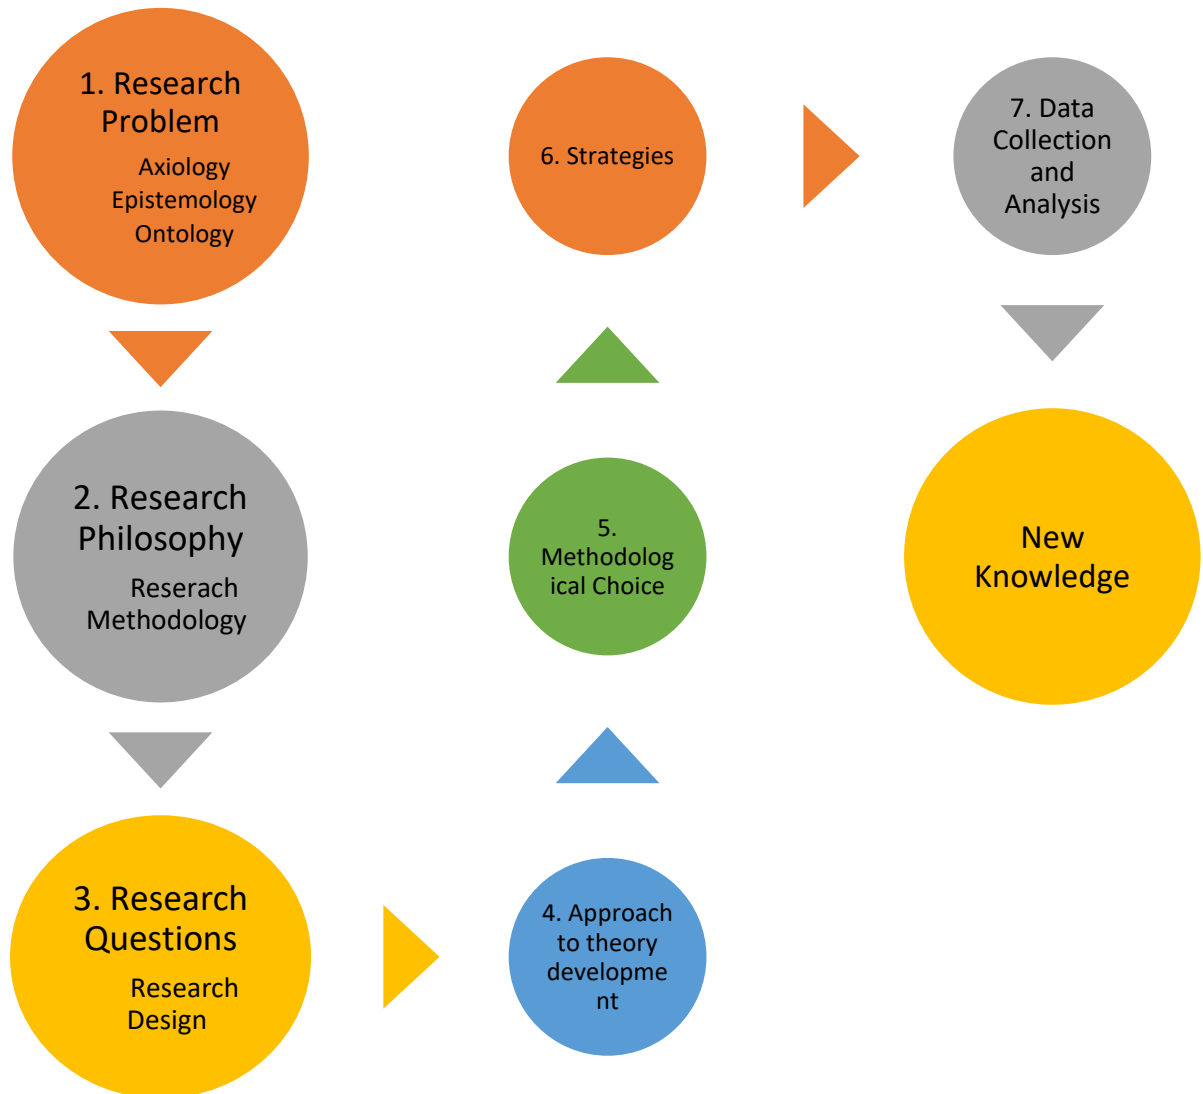 1. Research
Problem
Axiology
Epistemology
Ontology
2. Research
Philosophy
Reserach
Methodology
3. Research
Questions
Research
Design
4. Approach
to theory
developme
nt
5.
Methodolog
ical Choice
6. Strategies
7. Data
Collection
and
Analysis
New
Knowledge